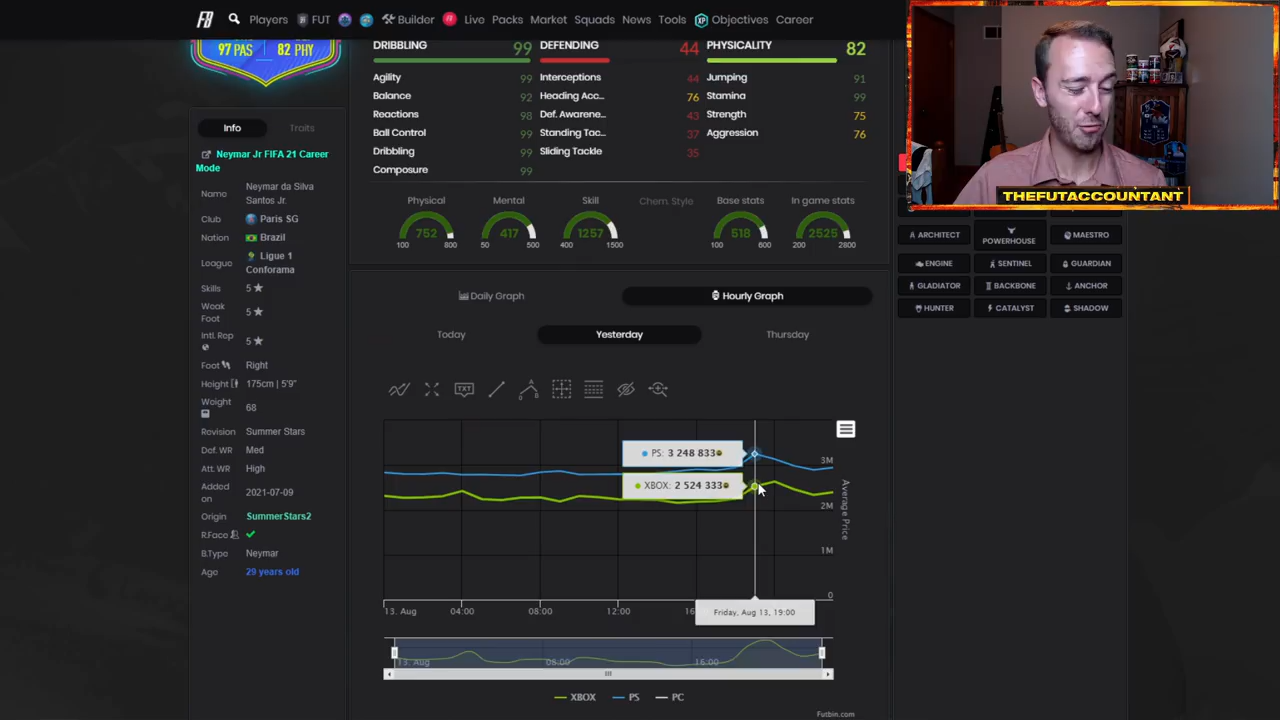 F8 Players FUT Builder Live Packs Market Squads News Tools XP Objectives Career
97 PAS 82 PHY
DRIBBLING 99 DEFENDING 44 PHYSICALITY 82
Agility 99 Interceptions 44 Jumping 91
Balance 92 Heading Acc... 76 Stamina 99
Reactions 98 Def. Awarene... 43 Strength 75
Ball Control 99 Standing Tac... 37 Aggression 76
Dribbling 99 Sliding Tackle 35
Composure 99
Physical Mental Skill Chem. Style Base stats In game stats
752 417 1257 518 2525
100 800 50 500 400 1500 100 600 200 2800
Info Traits
Neymar Jr FIFA 21 Career
Mode
Name Neymar da Silva
Santos Jr.
Club Paris SG
Nation Brazil
League Ligue 1
Conforama
Skills 5
Weak
Foot 5
Intl. Rep 5
Foot Right
Height 175cm | 5'9"
Weight 68
Revision Summer Stars
Def. WR Med
Att. WR High
Added
on 2021-07-09
Origin SummerStars2
R.Face
B.Type Neymar
Age 29 years old
Daily Graph Hourly Graph
Today Yesterday Thursday
TXT
PS: 3 248 833
XBOX: 2 524 333
3M
2M
1M
0
Average Price
13. Aug 04:00 08:00 12:00 16
Friday, Aug 13, 19:00
13. Aug 08:00 16:00
XBOX PS PC
Futbin.com
THEFUTACCOUNTANT
ARCHITECT POWERHOUSE MAESTRO
ENGINE SENTINEL GUARDIAN
GLADIATOR BACKBONE ANCHOR
HUNTER CATALYST SHADOW